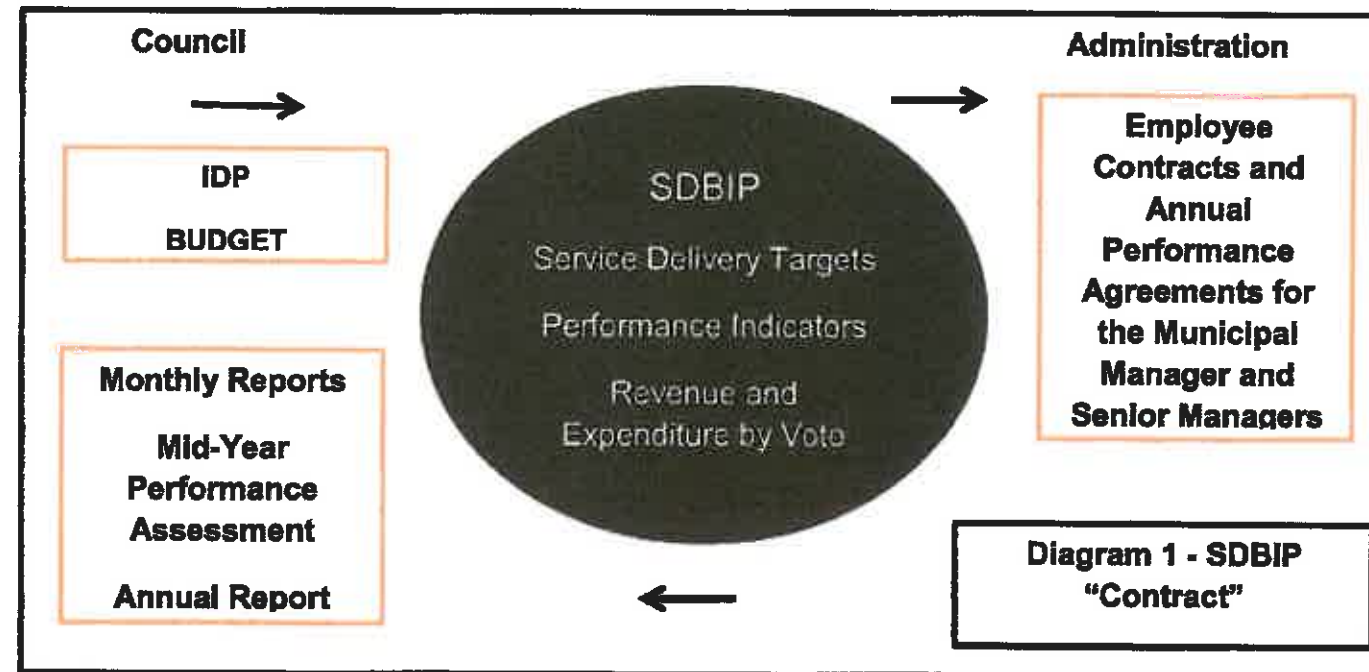 Council
IDP
BUDGET
Monthly Reports
Mid-Year
Performance
Assessment
Annual Report
SDBIP
Service Delivery Targets
Performance Indicators
Revenue and
Expenditure by Vote
Administration
Employee
Contracts and
Annual
Performance
Agreements for
the Municipal
Manager and
Senior Managers
Diagram 1 - SDBIP
“Contract”